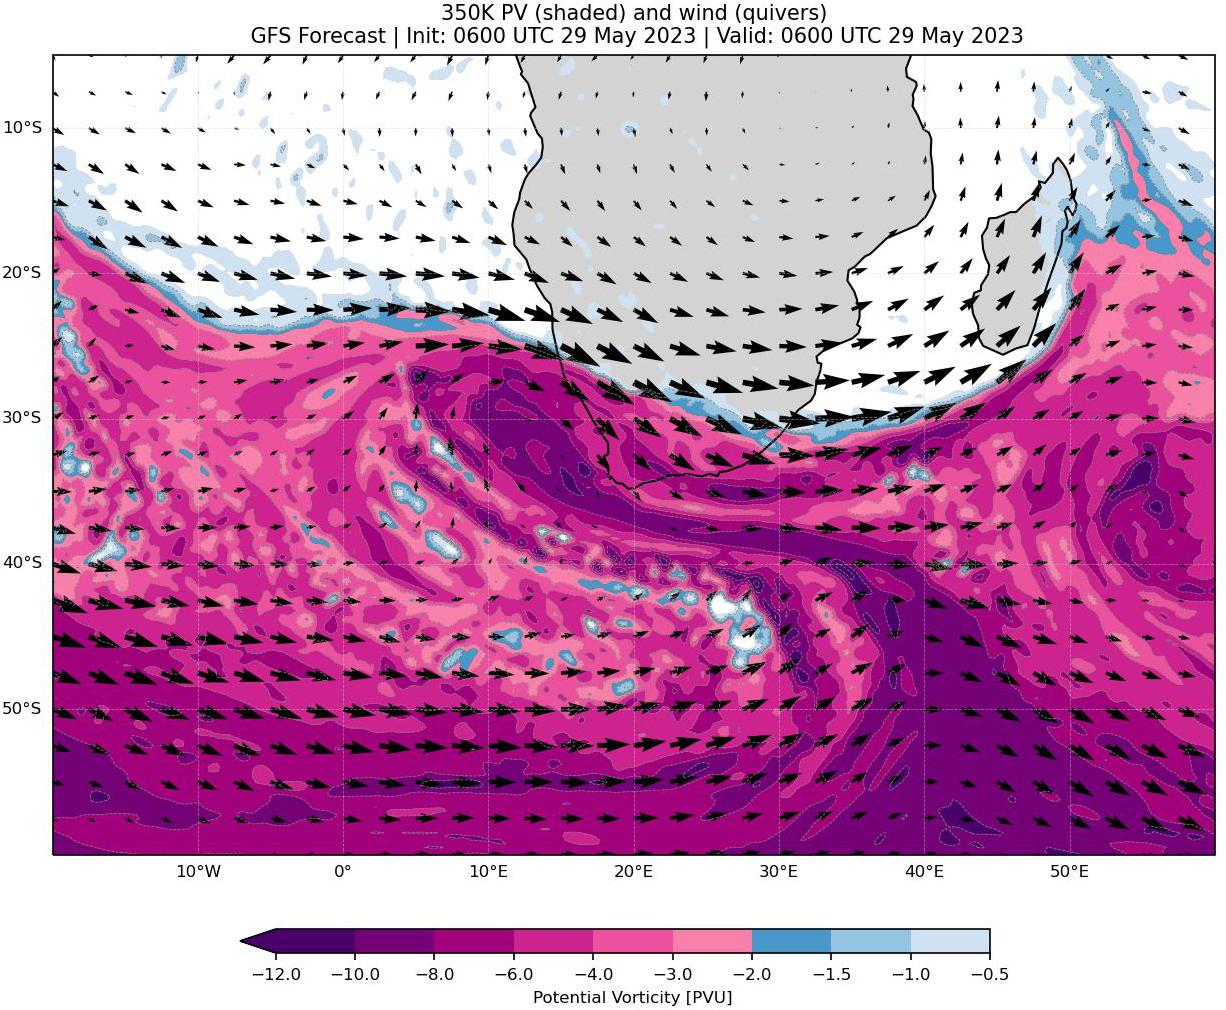 350K PV (shaded) and wind (quivers)
GFS Forecast | Init: 0600 UTC 29 May 2023 | Valid: 0600 UTC 29 May 2023
10°S
20°S
30°S
40°S
50°S
10°W 0° 10°E 20°E 30°E 40°E 50°E
−12.0 −10.0 −8.0 −6.0 −4.0 −3.0 −2.0 −1.5 −1.0 −0.5
Potential Vorticity [PVU]